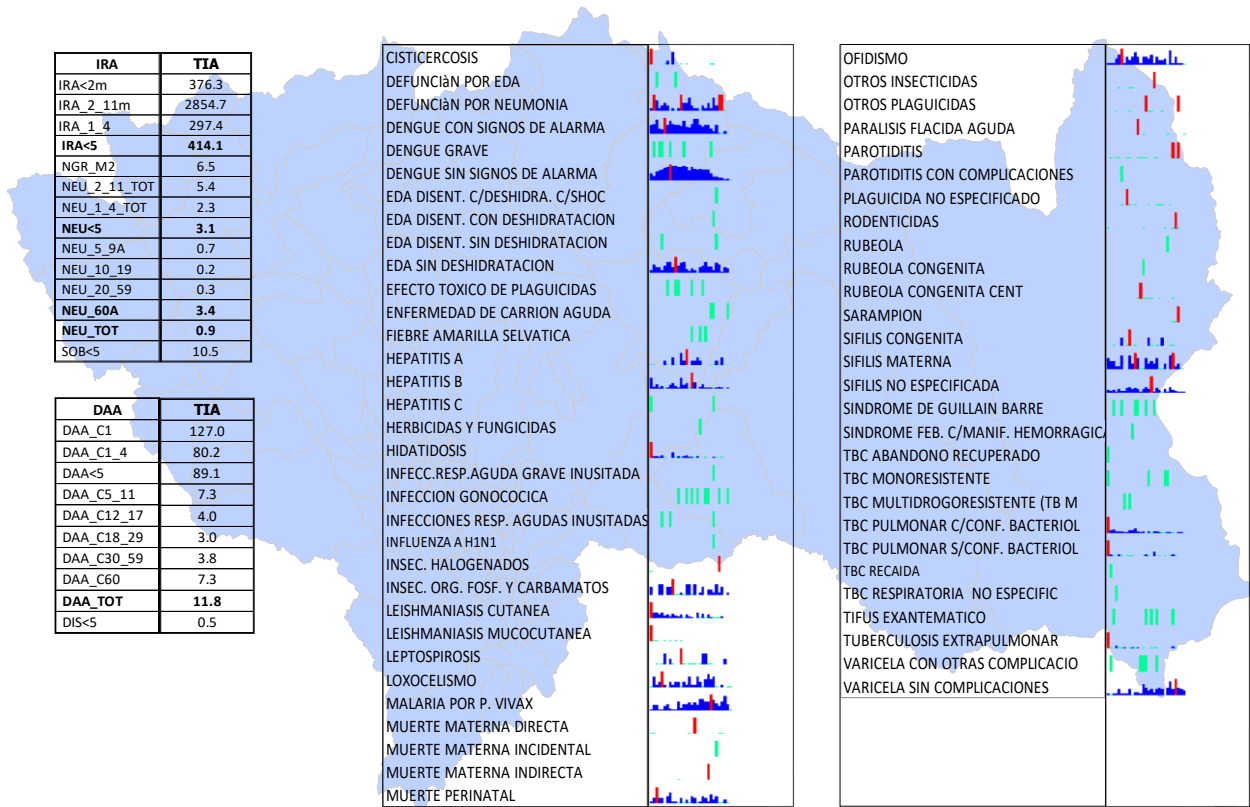 IRA TIA
IRA<2m 376.3
IRA_2_11m 2854.7
IRA_1_4 297.4
IRA<5 414.1
NGR_M2 6.5
NEU_2_11_TOT 5.4
NEU_1_4_TOT 2.3
NEU<5 3.1
NEU_5_9A 0.7
NEU_10_19 0.2
NEU_20_59 0.3
NEU_60A 3.4
NEU_TOT 0.9
SOB<5 10.5
DAA TIA
DAA_C1 127.0
DAA_C1_4 80.2
DAA<5 89.1
DAA_C5_11 7.3
DAA_C12_17 4.0
DAA_C18_29 3.0
DAA_C30_59 3.8
DAA_C60 7.3
DAA_TOT 11.8
DIS<5 0.5
CISTICERCOSIS
DEFUNCIàN POR EDA
DEFUNCIàN POR NEUMONIA
DENGUE CON SIGNOS DE ALARMA
DENGUE GRAVE
DENGUE SIN SIGNOS DE ALARMA
EDA DISENT. C/DESHIDRA. C/SHOC
EDA DISENT. CON DESHIDRATACION
EDA DISENT. SIN DESHIDRATACION
EDA SIN DESHIDRATACION
EFECTO TOXICO DE PLAGUICIDAS
ENFERMEDAD DE CARRION AGUDA
FIEBRE AMARILLA SELVATICA
HEPATITIS A
HEPATITIS B
HEPATITIS C
HERBICIDAS Y FUNGICIDAS
HIDATIDOSIS
INFECC.RESP.AGUDA GRAVE INUSITADA
INFECCION GONOCOCICA
INFECCIONES RESP. AGUDAS INUSITADAS
INFLUENZA A H1N1
INSEC. HALOGENADOS
INSEC. ORG. FOSF. Y CARBAMATOS
LEISHMANIASIS CUTANEA
LEISHMANIASIS MUCOCUTANEA
LEPTOSPIROSIS
LOXOCELISMO
MALARIA POR P. VIVAX
MUERTE MATERNA DIRECTA
MUERTE MATERNA INCIDENTAL
MUERTE MATERNA INDIRECTA
MUERTE PERINATAL
OFIDISMO
OTROS INSECTICIDAS
OTROS PLAGUICIDAS
PARALISIS FLACIDA AGUDA
PAROTIDITIS
PAROTIDITIS CON COMPLICACIONES
PLAGUICIDA NO ESPECIFICADO
RODENTICIDAS
RUBEOLA
RUBEOLA CONGENITA
RUBEOLA CONGENITA CENT
SARAMPION
SIFILIS CONGENITA
SIFILIS MATERNA
SIFILIS NO ESPECIFICADA
SINDROME DE GUILLAIN BARRE
SINDROME FEB. C/MANIF. HEMORRAGICA
TBC ABANDONO RECUPERADO
TBC MONORESISTENTE
TBC MULTIDROGORESISTENTE (TB M
TBC PULMONAR C/CONF. BACTERIOL
TBC PULMONAR S/CONF. BACTERIOL
TBC RECAIDA
TBC RESPIRATORIA NO ESPECIFIC
TIFUS EXANTEMATICO
TUBERCULOSIS EXTRAPULMONAR
VARICELA CON OTRAS COMPLICACIO
VARICELA SIN COMPLICACIONES